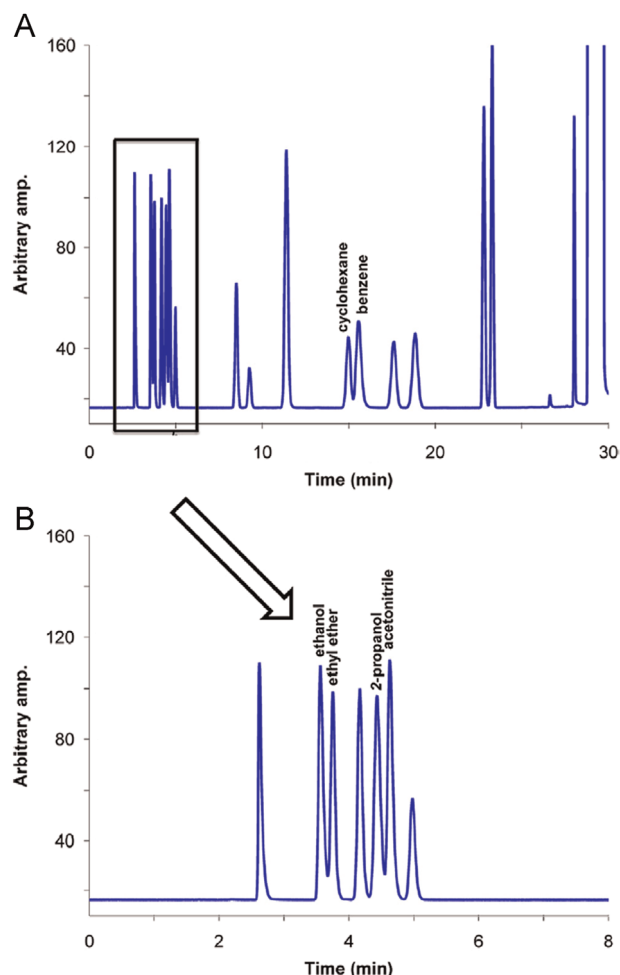 A
160
120
80
40
Arbitrary amp.
cyclohexane
benzene
0 10 20 30
Time (min)
B
160
120
80
40
Arbitrary amp.
ethanol
ethyl ether
2-propanol
acetonitrile
0 2 4 6 8
Time (min)